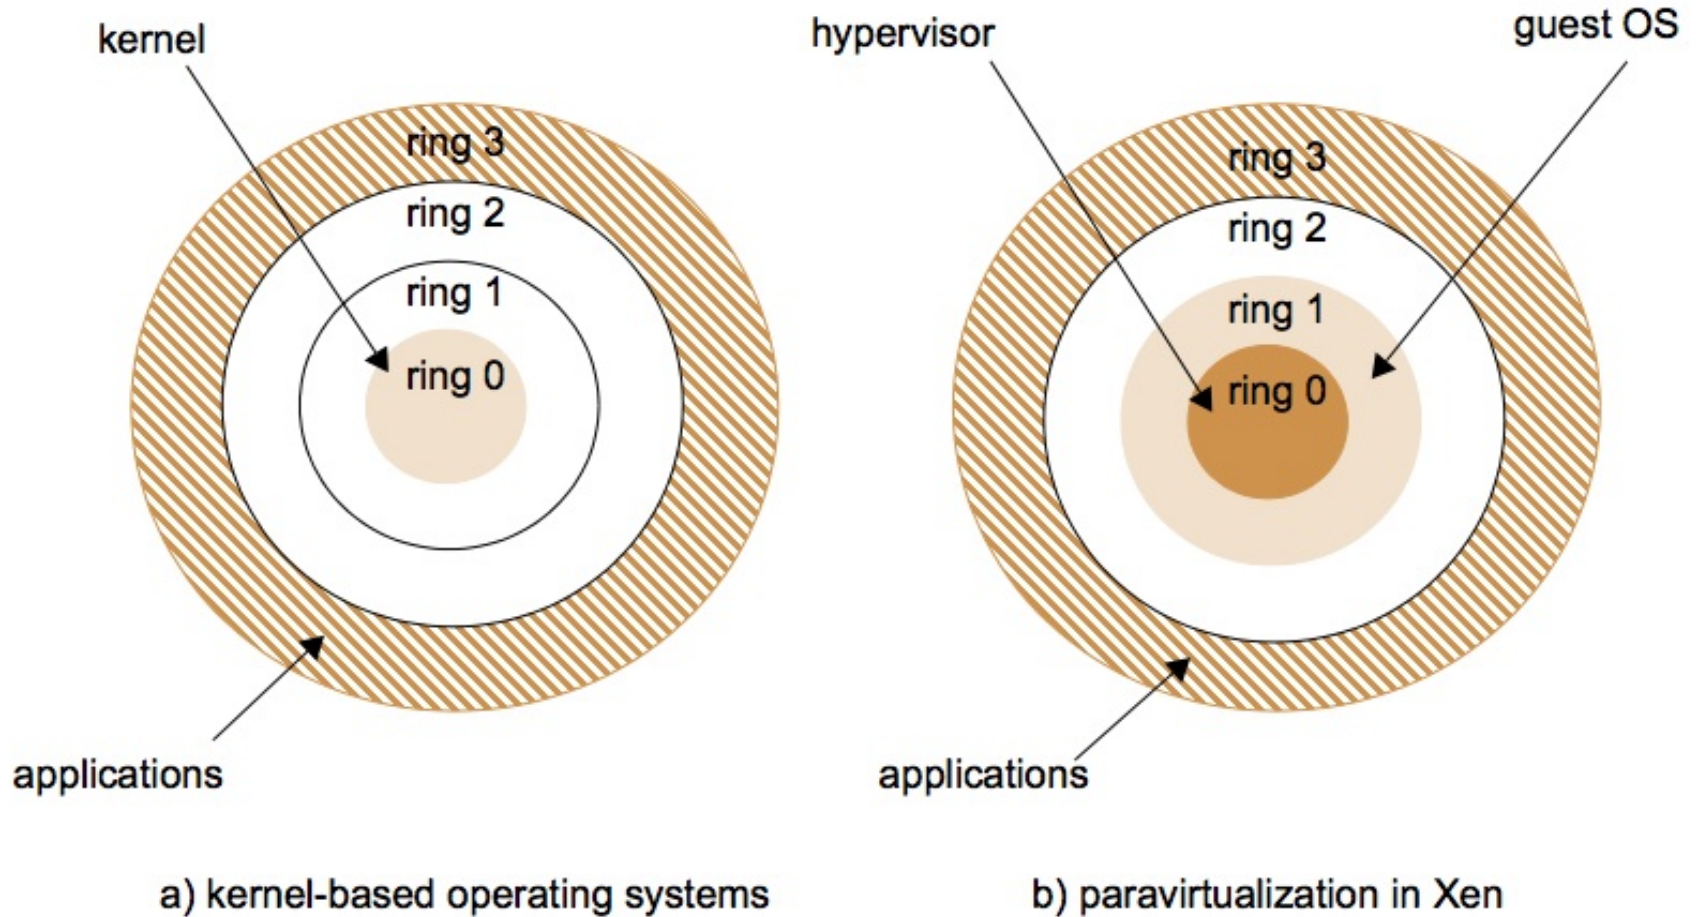 kernel
ring 3
ring 2
ring 1
ring 0
applications
a) kernel-based operating systems
hypervisor
guest OS
ring 3
ring 2
ring 1
ring 0
applications
b) paravirtualization in Xen